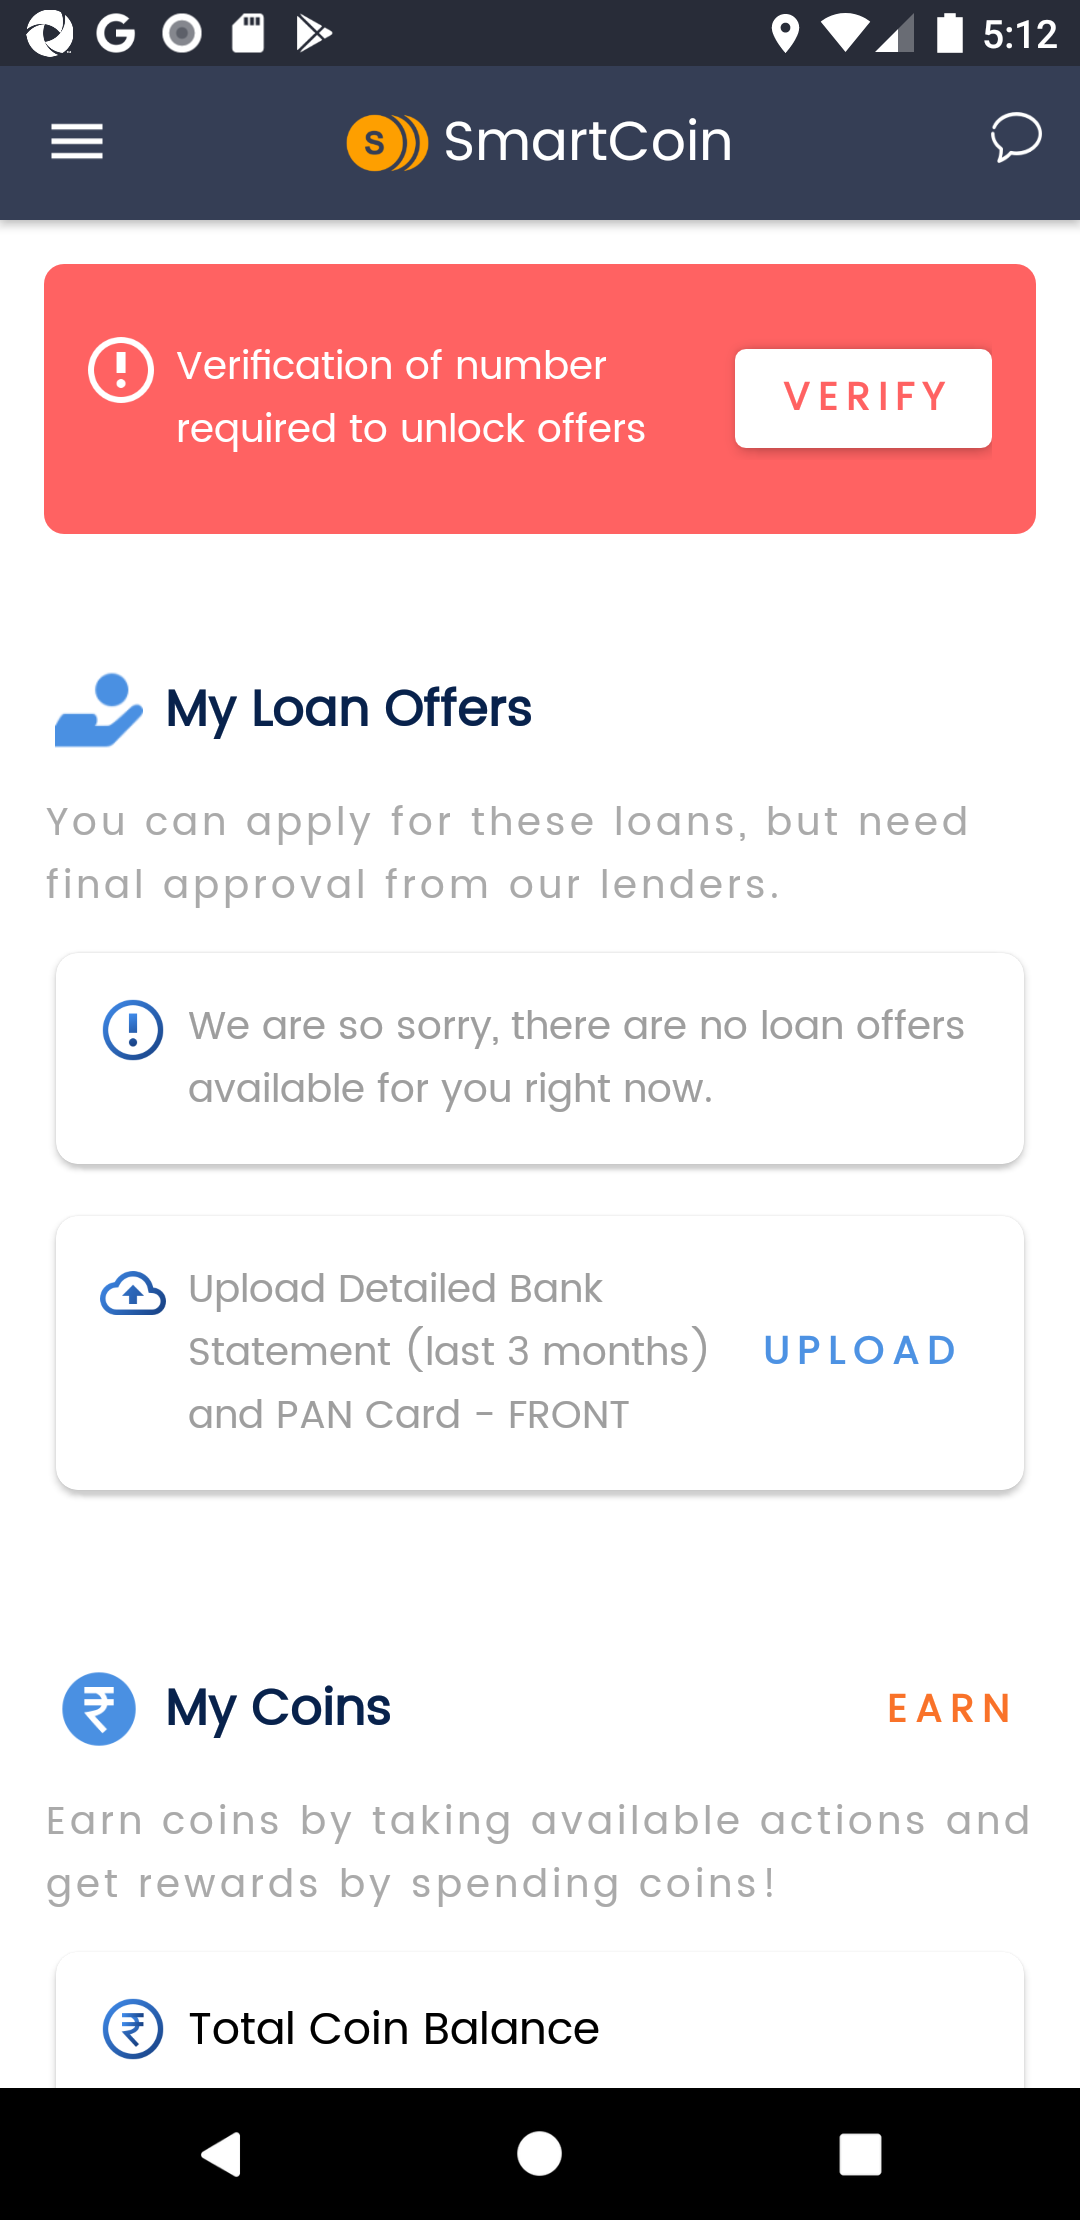 5:12
SmartCoin
Verification of number
required to unlock offers
VERIFY
My Loan Offers
You can apply for these loans, but need
final approval from our lenders.
We are so sorry, there are no loan offers
available for you right now.
Upload Detailed Bank
Statement (last 3 months)
and PAN Card - FRONT
UPLOAD
My Coins
EARN
Earn coins by taking available actions and
get rewards by spending coins!
Total Coin Balance